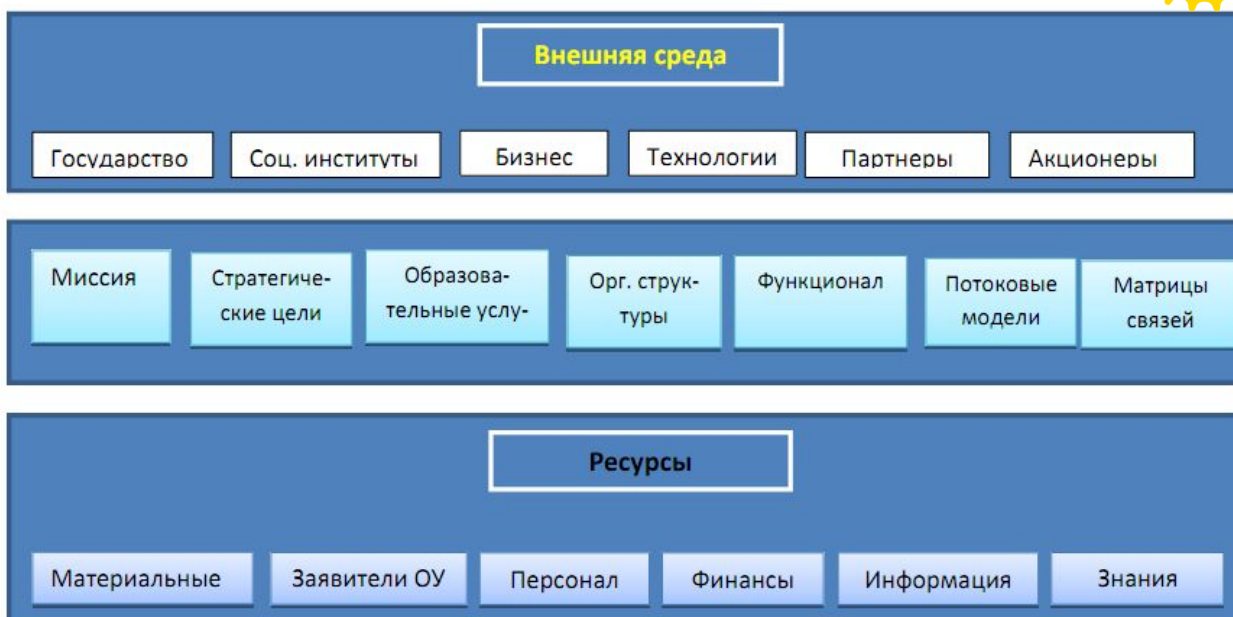 Внешняя среда
Государство Соц. институты Бизнес Технологии Партнеры Акционеры
Миссия Стратегиче- Образова- Орг. струк- Функционал Потоковые Матрицы
ские цели тельные услу- туры модели связей
Ресурсы
Материальные Заявители ОУ Персонал Финансы Информация Знания